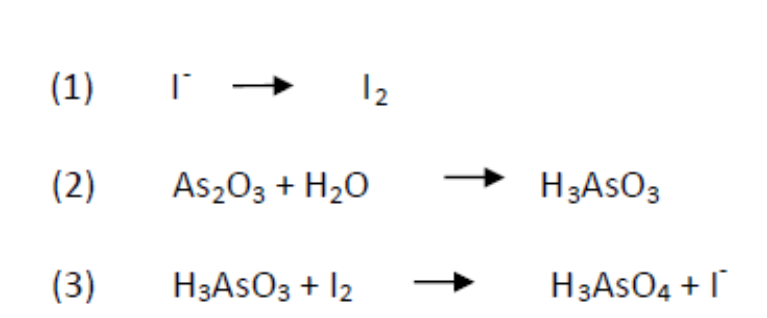 (1) I⁻ → I₂
(2) As₂O₃ + H₂O → H₃AsO₃
(3) H₃AsO₃ + I₂ → H₃AsO₄ + I⁻